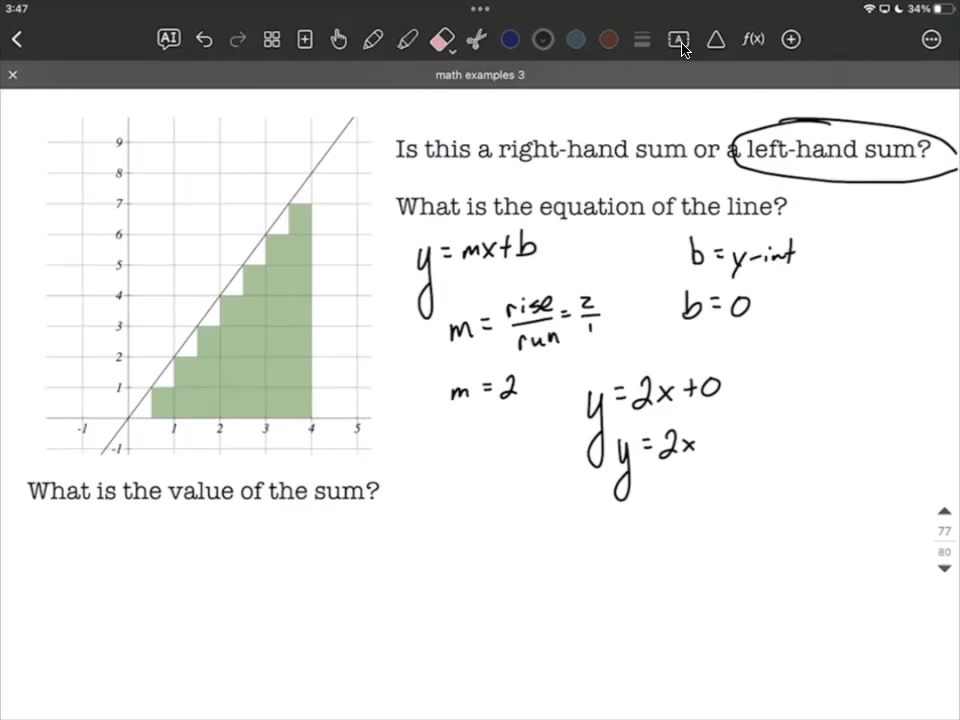 3:47
34%
AI
A
f(x)
math examples 3
Is this a right-hand sum or a left-hand sum?
What is the equation of the line?
y = mx+b
b = y-int
m = rise/run = 2/1
b = 0
m = 2
y = 2x+0
y = 2x
9
8
7
6
5
4
3
2
1
-1 1 2 3 4 5
-1
What is the value of the sum?
77
80